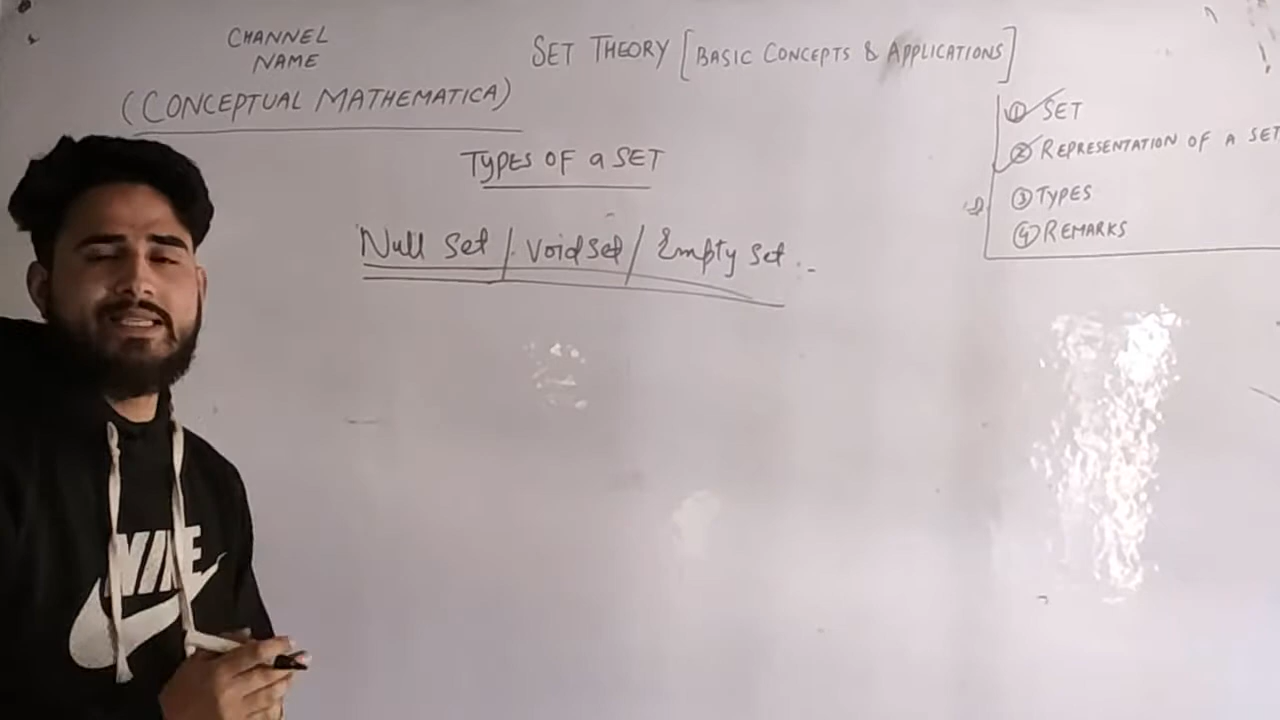 CHANNEL
NAME
(CONCEPTUAL MATHEMATICA)
SET THEORY [BASIC CONCEPTS & APPLICATIONS]
① SET
② REPRESENTATION OF A SET
③ TYPES
④ REMARKS
TYPES OF a SET
Null Set / Void Set / Empty Set :-
NIKE